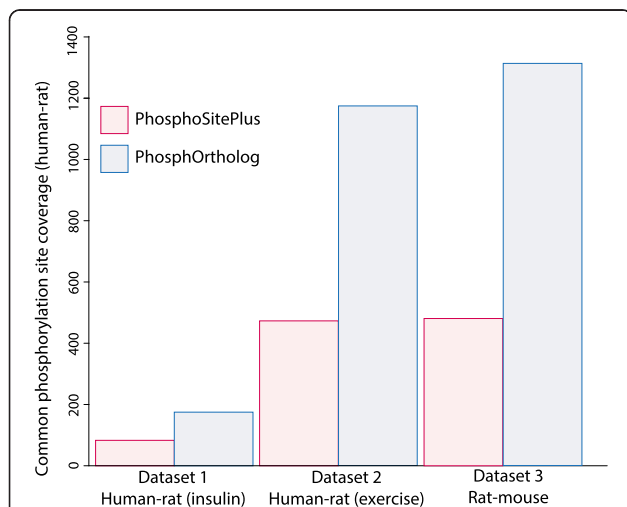 Common phosphorylation site coverage (human-rat)
1400
1200
1000
800
600
400
200
0
PhosphoSitePlus
PhosphOrtholog
Dataset 1
Human-rat (insulin)
Dataset 2
Human-rat (exercise)
Dataset 3
Rat-mouse